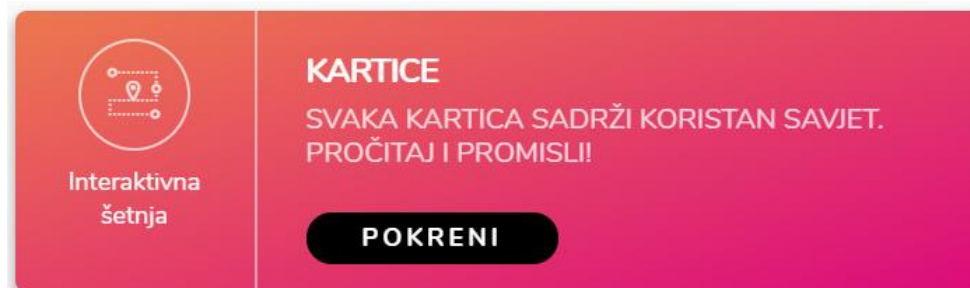 Interaktivna
šetnja
KARTICE
SVAKA KARTICA SADRŽI KORISTAN SAVJET.
PROČITAJ I PROMISLI!
POKRENI